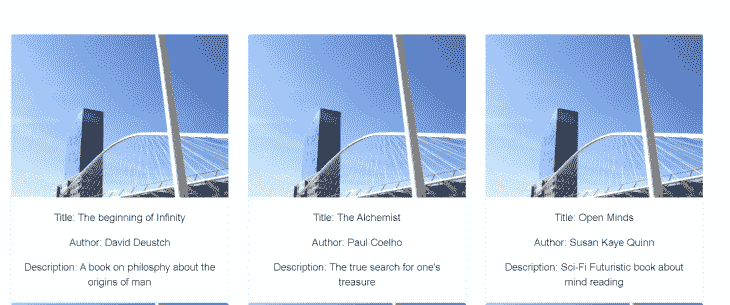 Title: The beginning of Infinity
Author: David Deustch
Description: A book on philosphy about the
origins of man
Title: The Alchemist
Author: Paul Coelho
Description: The true search for one's
treasure
Title: Open Minds
Author: Susan Kaye Quinn
Description: Sci-Fi Futuristic book about
mind reading